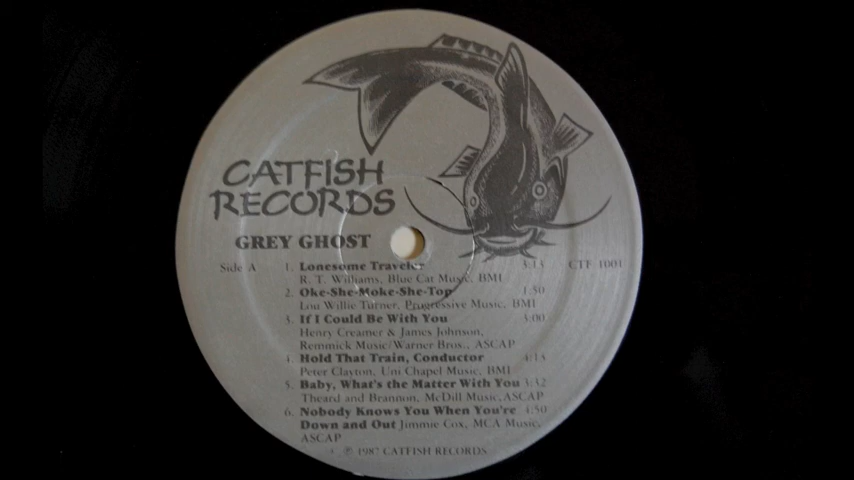 CATFISH
RECORDS
GREY GHOST
Side A 1. Lonesome Traveler 3:13 CTF 1001
R. T. Williams, Blue Cat Music, BMI
2. Oke-She-Moke-She-Top 1:50
Lou Willie Turner, Progressive Music, BMI
3. If I Could Be With You 3:00
Henry Creamer & James Johnson,
Remmick Music/Warner Bros., ASCAP
4. Hold That Train, Conductor 4:13
Peter Clayton, Uni Chapel Music, BMI
5. Baby, What's the Matter With You 3:32
Theard and Brannon, McDill Music, ASCAP
6. Nobody Knows You When You're 4:50
Down and Out Jimmie Cox, MCA Music,
ASCAP
℗ 1987 CATFISH RECORDS